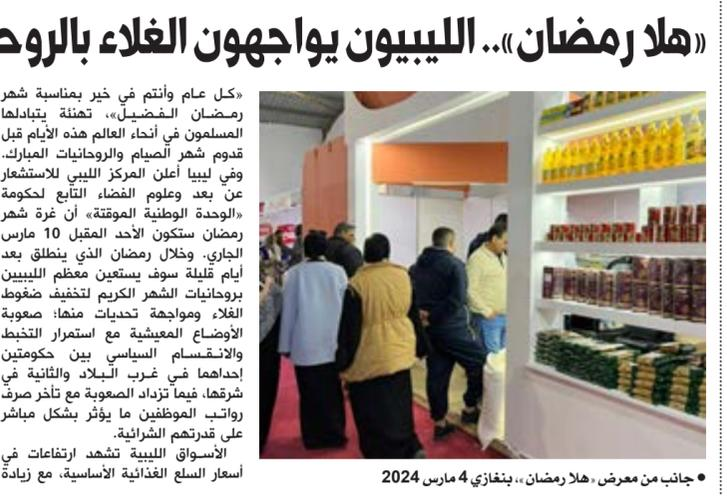 «هلا رمضان».. الليبيون يواجهون الغلاء
«كل عام وأنتم في خير بمناسبة شهر
رمضان الفضيل»، تهنئة يتبادلها
المسلمون في أنحاء العالم هذه الأيام قبل
قدوم شهر الصيام والروحانيات المبارك.
وفي ليبيا أعلن المركز الليبي للاستشعار
عن بعد وعلوم الفضاء التابع لحكومة
«الوحدة الوطنية الموقتة» أن غرة شهر
رمضان ستكون الأحد المقبل 10 مارس
الجاري. وخلال رمضان الذي ينطلق بعد
أيام قليلة سوف يستعين معظم الليبيين
بروحانيات الشهر الكريم لتخفيف ضغوط
الغلاء ومواجهة تحديات منها؛ صعوبة
الأوضاع المعيشية مع استمرار التخبط
والانقسام السياسي بين حكومتين
إحداهما في غرب البلاد والثانية في
شرقها، فيما تزداد الصعوبة مع تأخر صرف
رواتب الموظفين ما يؤثر بشكل مباشر
على قدرتهم الشرائية.
الأسواق الليبية تشهد ارتفاعات في
أسعار السلع الغذائية الأساسية، مع زيادة
● جانب من معرض «هلا رمضان»، بنغازي 4 مارس 2024